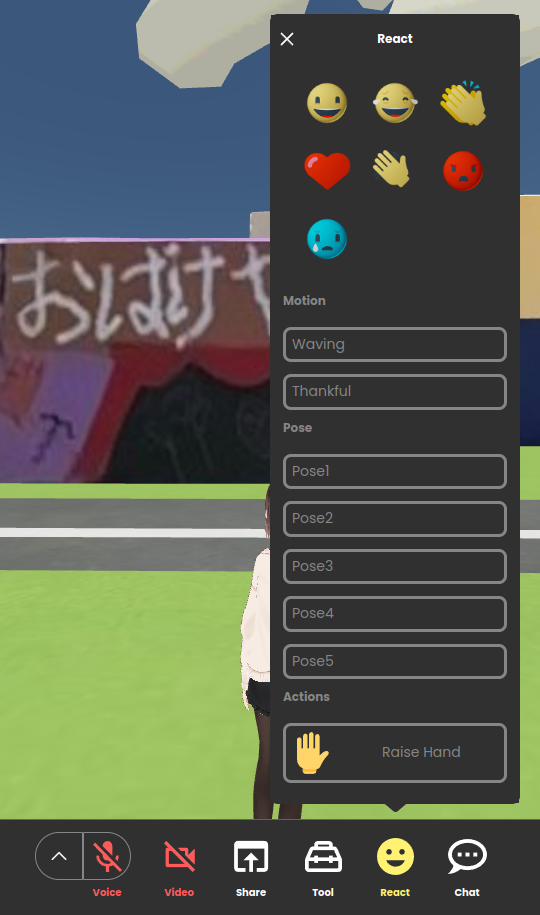 React
おばけや
Motion
Waving
Thankful
Pose
Pose1
Pose2
Pose3
Pose4
Pose5
Actions
Raise Hand
Voice
Video
Share
Tool
React
Chat